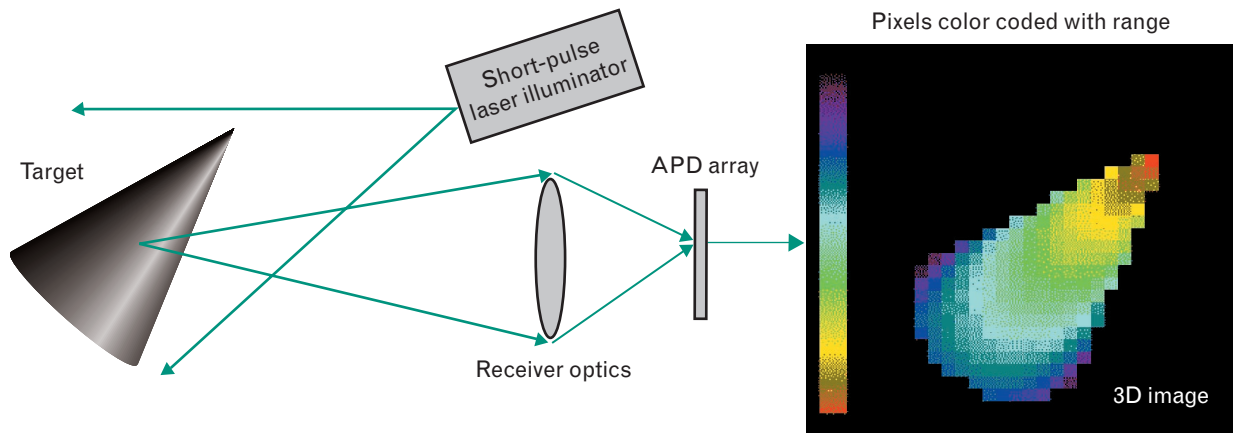 Pixels color coded with range
Short-pulse
laser illuminator
Target
APD array
Receiver optics
3D image